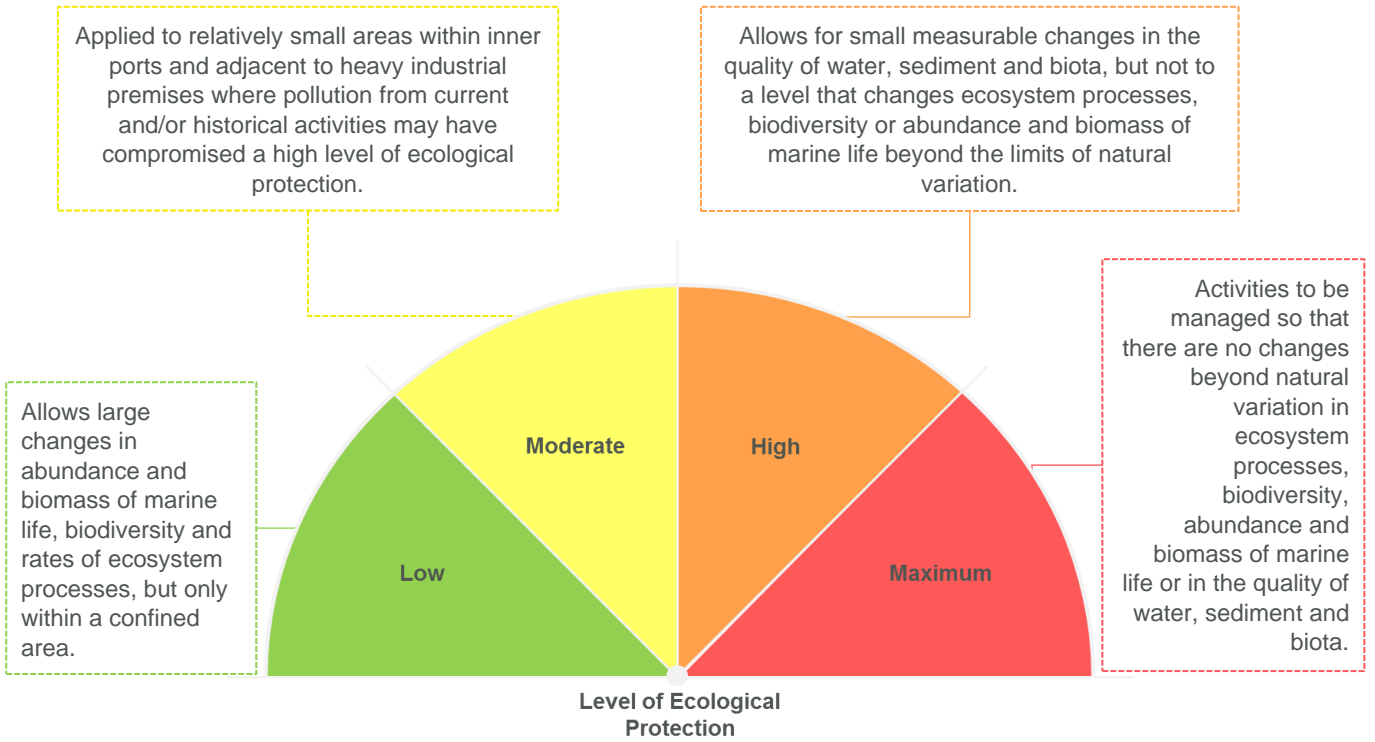 Applied to relatively small areas within inner
ports and adjacent to heavy industrial
premises where pollution from current
and/or historical activities may have
compromised a high level of ecological
protection.
Allows for small measurable changes in the
quality of water, sediment and biota, but not to
a level that changes ecosystem processes,
biodiversity or abundance and biomass of
marine life beyond the limits of natural
variation.
Activities to be
managed so that
there are no changes
beyond natural
variation in
ecosystem
processes,
biodiversity,
abundance and
biomass of marine
life or in the quality of
water, sediment and
biota.
Allows large
changes in
abundance and
biomass of marine
life, biodiversity and
rates of ecosystem
processes, but only
within a confined
area.
Moderate
High
Low
Maximum
Level of Ecological
Protection